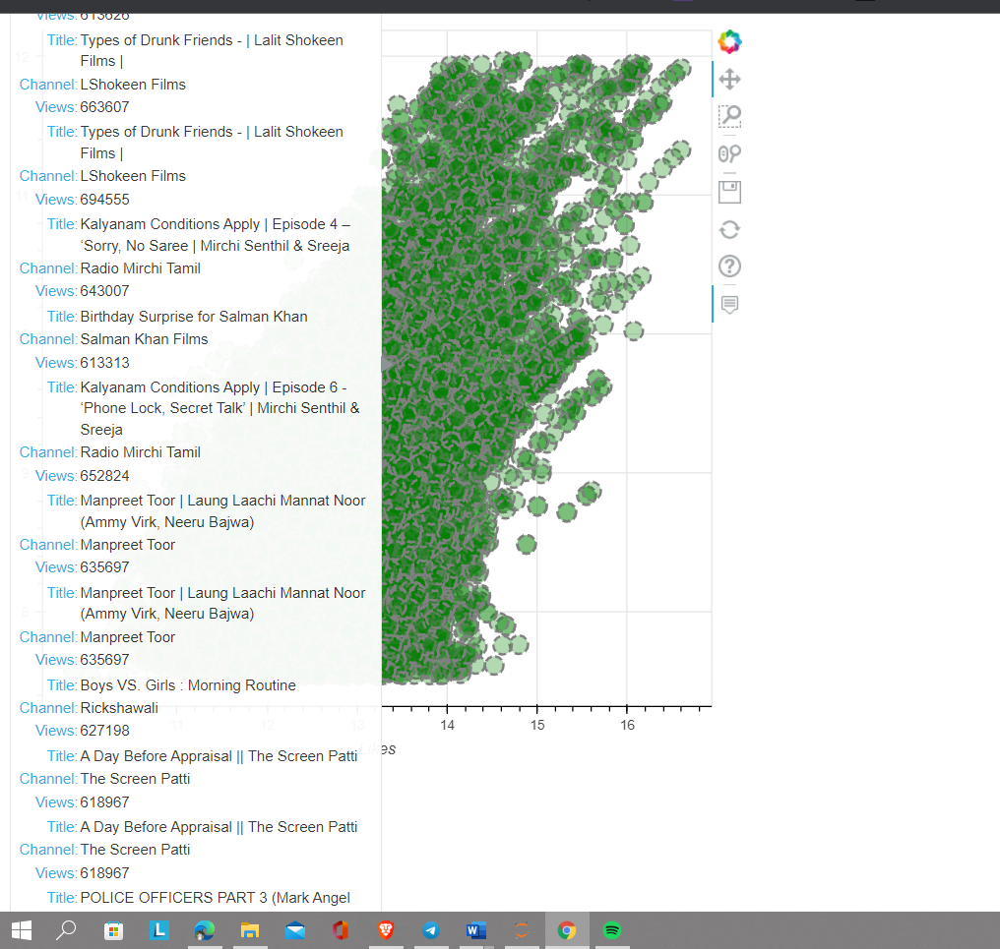 Views: 613626
Title: Types of Drunk Friends - | Lalit Shokeen
Films |
Channel: LShokeen Films
Views: 663607
Title: Types of Drunk Friends - | Lalit Shokeen
Films |
Channel: LShokeen Films
Views: 694555
Title: Kalyanam Conditions Apply | Episode 4 –
‘Sorry, No Saree | Mirchi Senthil & Sreeja
Channel: Radio Mirchi Tamil
Views: 643007
Title: Birthday Surprise for Salman Khan
Channel: Salman Khan Films
Views: 613313
Title: Kalyanam Conditions Apply | Episode 6 -
‘Phone Lock, Secret Talk’ | Mirchi Senthil &
Sreeja
Channel: Radio Mirchi Tamil
Views: 652824
Title: Manpreet Toor | Laung Laachi Mannat Noor
(Ammy Virk, Neeru Bajwa)
Channel: Manpreet Toor
Views: 635697
Title: Manpreet Toor | Laung Laachi Mannat Noor
(Ammy Virk, Neeru Bajwa)
Channel: Manpreet Toor
Views: 635697
Title: Boys VS. Girls : Morning Routine
Channel: Rickshawali
Views: 627198
Title: A Day Before Appraisal || The Screen Patti
Channel: The Screen Patti
Views: 618967
Title: A Day Before Appraisal || The Screen Patti
Channel: The Screen Patti
Views: 618967
Title: POLICE OFFICERS PART 3 (Mark Angel
12
8
11 12 13 14 15 16